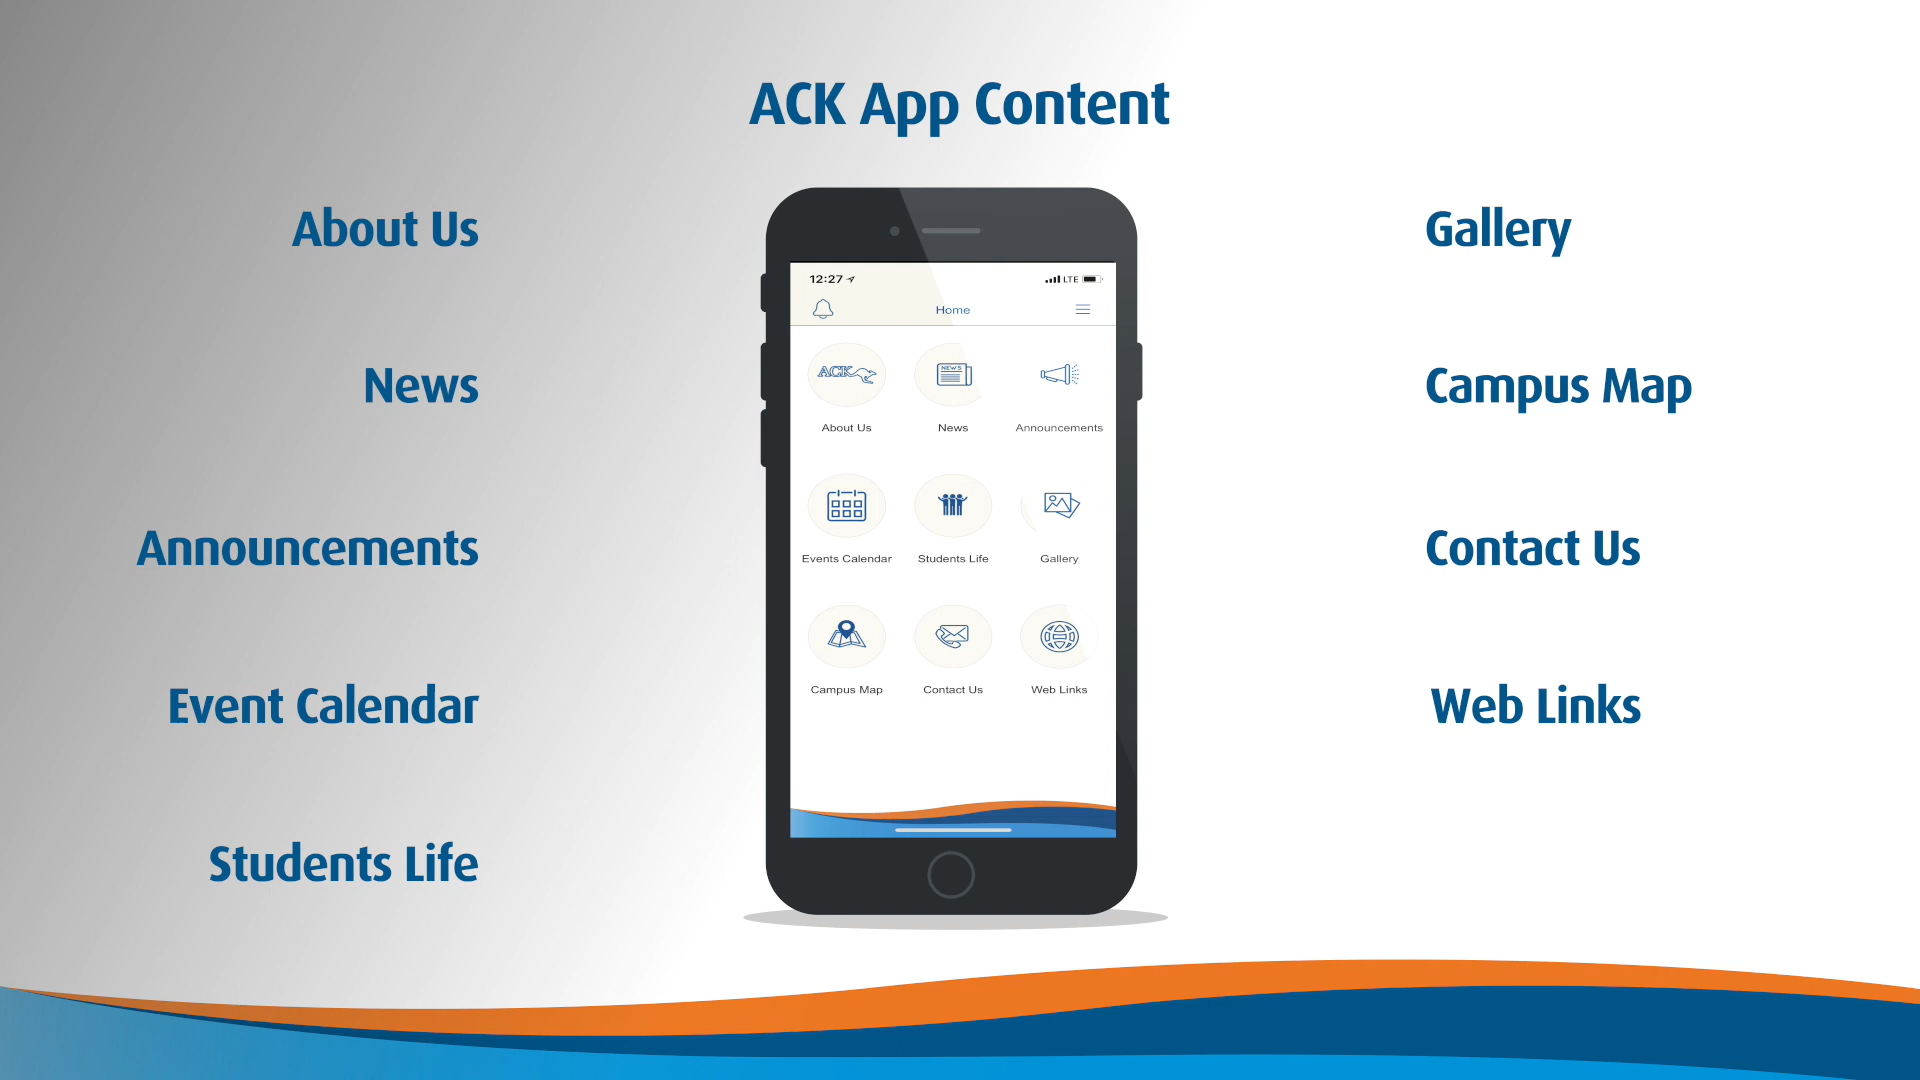 ACK App Content
About Us
News
Announcements
Event Calendar
Students Life
12:27
LTE
Home
ACK
NEWS
About Us
News
Announcements
Events Calendar
Students Life
Gallery
Campus Map
Contact Us
Web Links
Gallery
Campus Map
Contact Us
Web Links